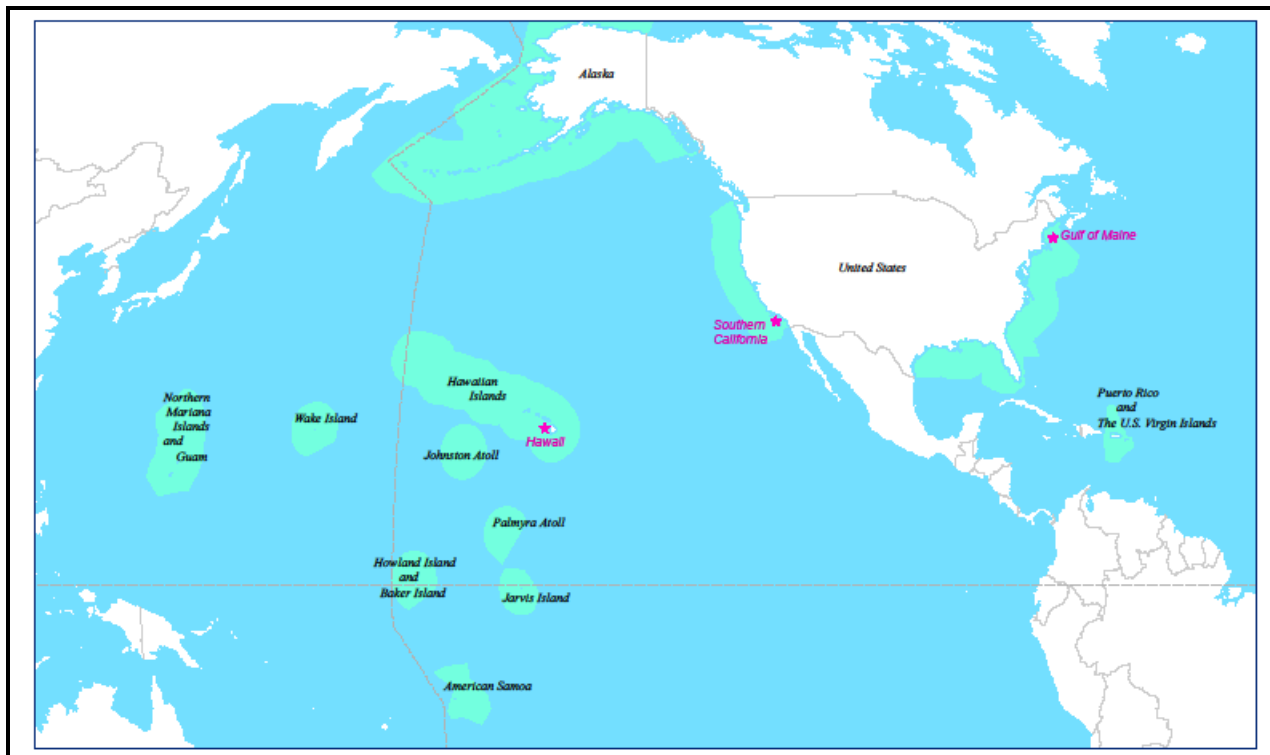 Alaska
Gulf of Maine
United States
Southern
California
Hawaiian
Islands
Northern
Mariana
Islands
and
Guam
Wake Island
Puerto Rico
and
The U.S. Virgin Islands
Hawaii
Johnston Atoll
Palmyra Atoll
Howland Island
and
Baker Island
Jarvis Island
American Samoa